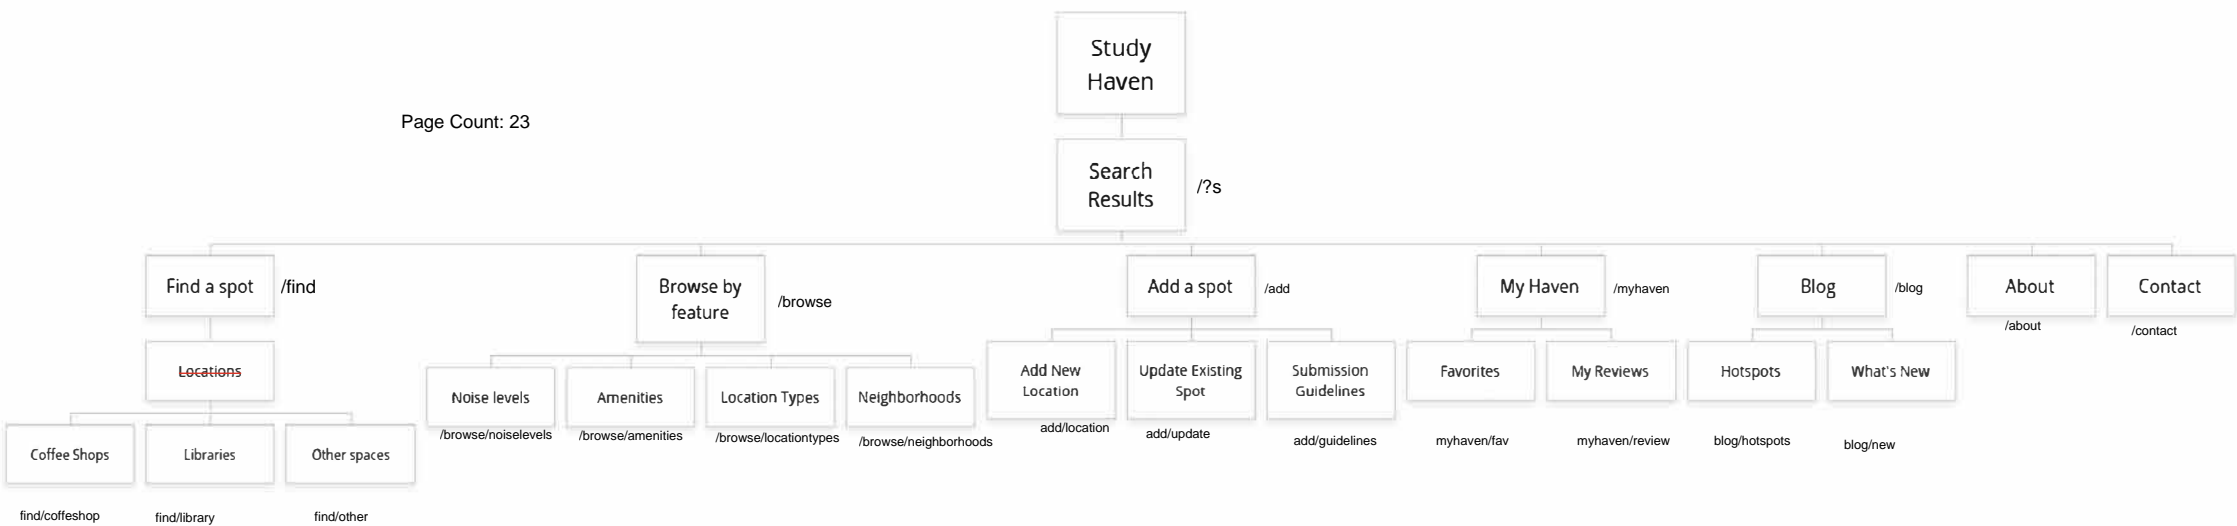 Study
Haven
Page Count: 23
Search
Results
/?s
Find a spot
/find
Browse by
feature
/browse
Add a spot
/add
My Haven
/myhaven
Blog
/blog
About
/about
Contact
/contact
Locations
Noise levels
Amenities
Location Types
Neighborhoods
Add New
Location
Update Existing
Spot
Submission
Guidelines
Favorites
My Reviews
Hotspots
What's New
/browse/noiselevels
/browse/amenities
/browse/locationtypes
/browse/neighborhoods
add/location
add/update
add/guidelines
myhaven/fav
myhaven/review
blog/hotspots
blog/new
Coffee Shops
Libraries
Other spaces
find/coffeshop
find/library
find/other